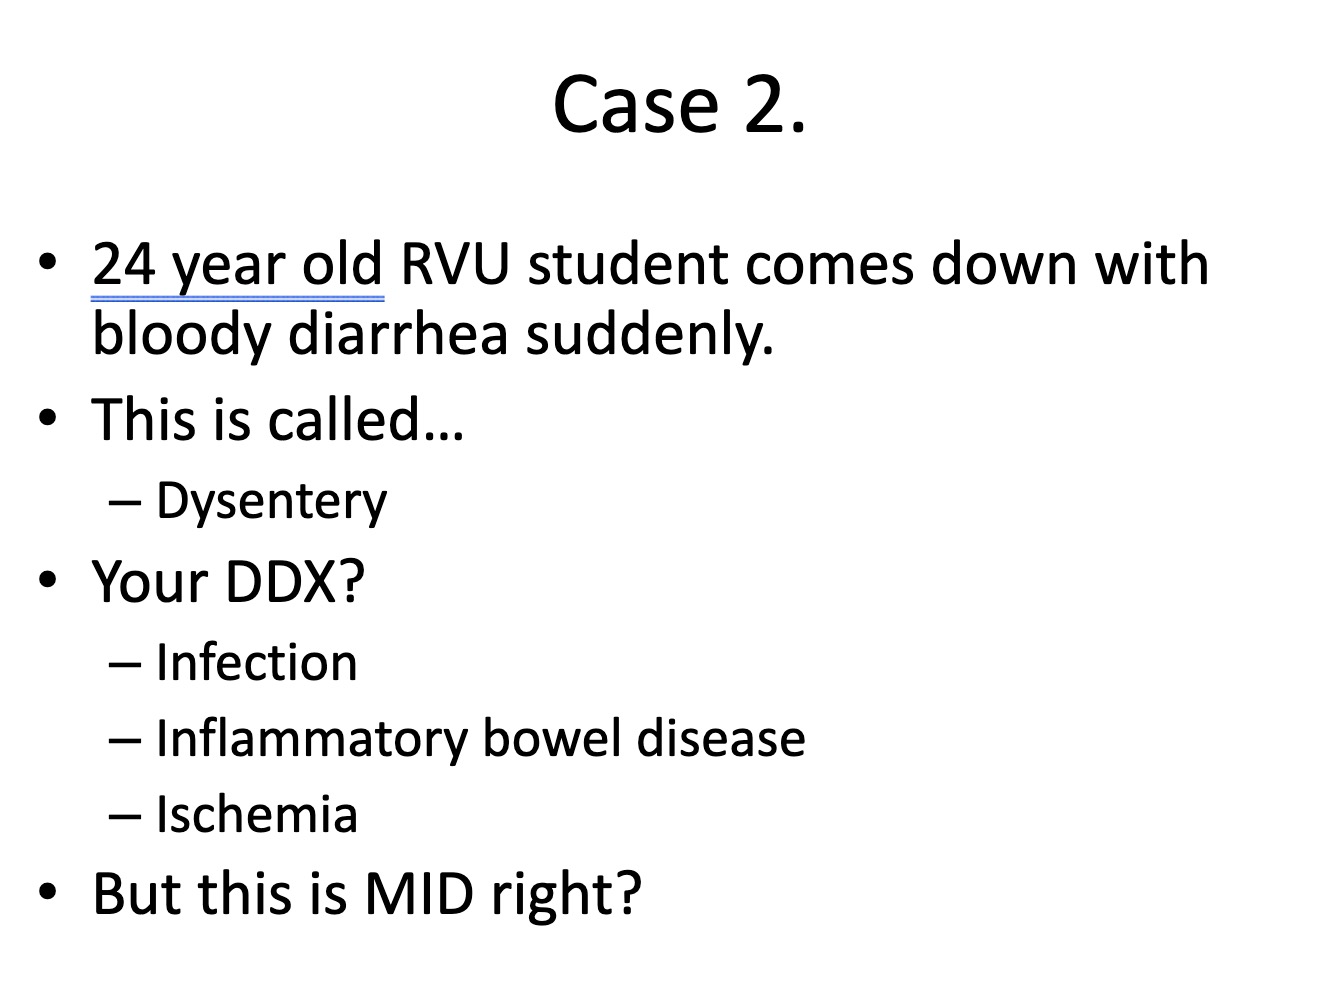 Case 2.
• 24 year old RVU student comes down with
bloody diarrhea suddenly.
• This is called…
– Dysentery
• Your DDX?
– Infection
– Inflammatory bowel disease
– Ischemia
• But this is MID right?